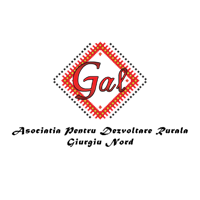 Gal
Asociatia Pentru Dezvoltare Rurala
Giurgiu Nord